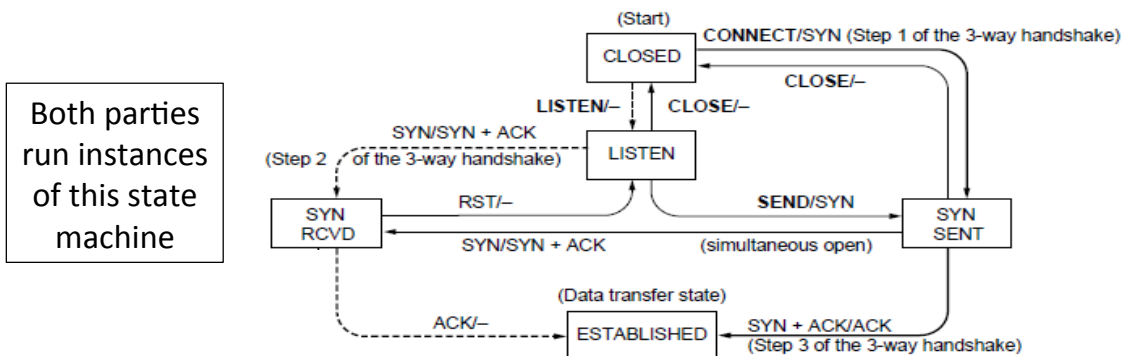 Both parties
run instances
of this state
machine
(Start)
CLOSED
CONNECT/SYN (Step 1 of the 3-way handshake)
CLOSE/–
LISTEN/–
CLOSE/–
SYN/SYN + ACK
(Step 2 of the 3-way handshake)
LISTEN
RST/–
SEND/SYN
SYN
RCVD
SYN
SENT
SYN/SYN + ACK
(simultaneous open)
(Data transfer state)
ACK/–
ESTABLISHED
SYN + ACK/ACK
(Step 3 of the 3-way handshake)